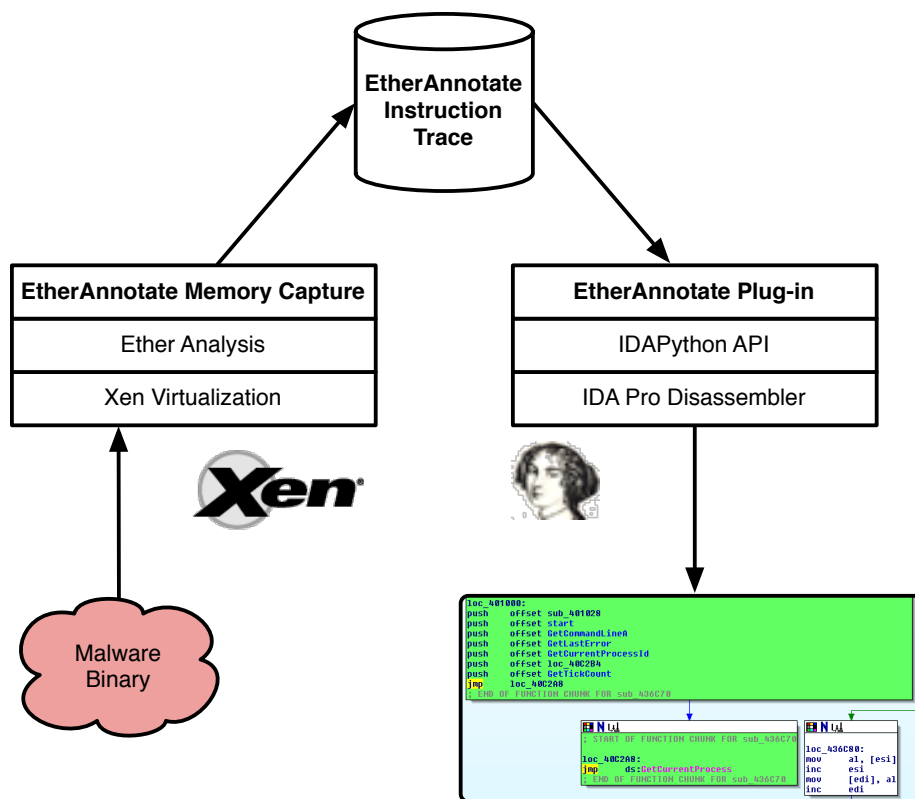 EtherAnnotate
Instruction
Trace
EtherAnnotate Memory Capture
Ether Analysis
Xen Virtualization
EtherAnnotate Plug-in
IDAPython API
IDA Pro Disassembler
Xen®
Malware
Binary
loc_401000:
push offset sub_401028
push offset start
push offset GetCommandLineA
push offset GetLastError
push offset GetCurrentProcessId
push offset loc_40C2B4
push offset GetTickCount
jmp loc_40C2A8
; END OF FUNCTION CHUNK FOR sub_436C70
; START OF FUNCTION CHUNK FOR sub_436C70
loc_40C2A8:
jmp ds:GetCurrentProcess
; END OF FUNCTION CHUNK FOR sub_436C70
loc_436C80:
mov al, [esi]
inc esi
mov [edi], al
inc edi